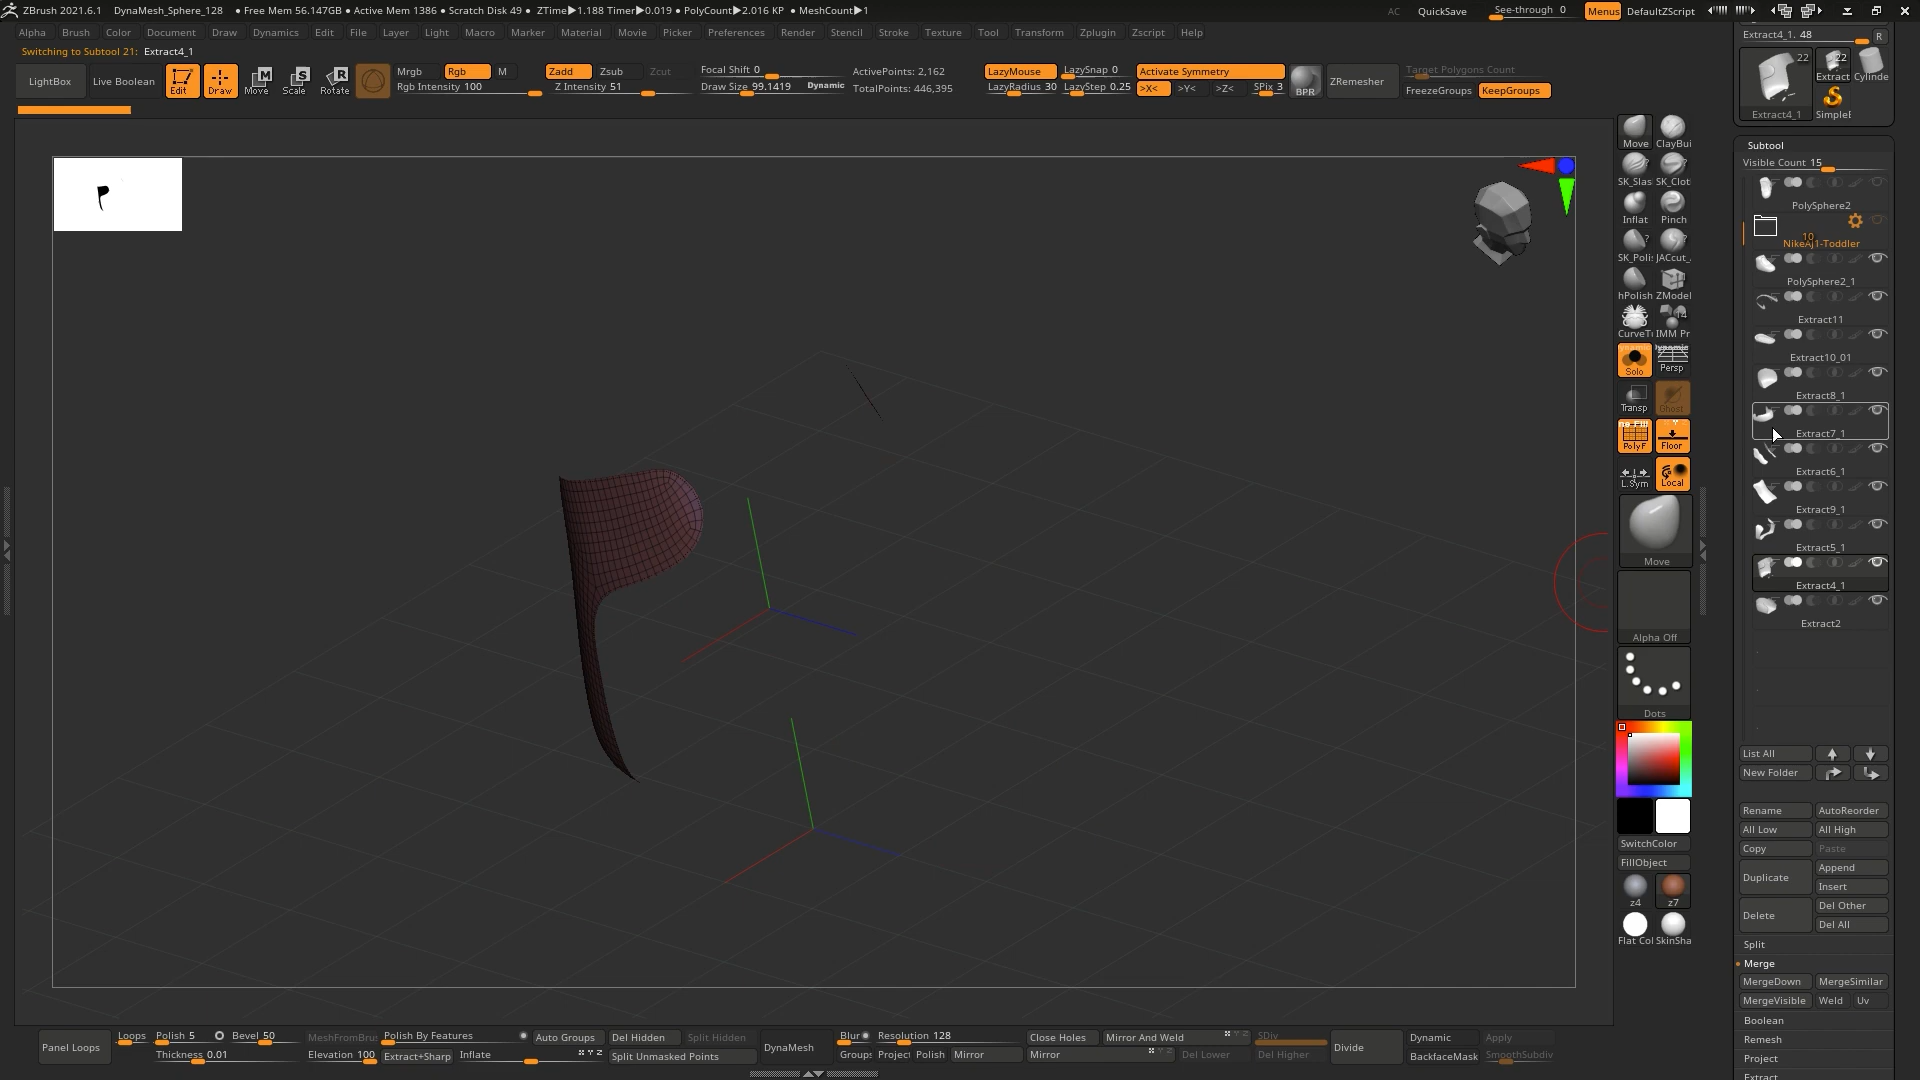 ZBrush 2021.6.1 DynaMesh_Sphere_128 • Free Mem 56.147GB • Active Mem 1386 • Scratch Disk 49 • ZTime▶1.188 Timer▶0.019 • PolyCount▶2.016 KP • MeshCount▶1
AC QuickSave See-through 0 Menus DefaultZScript
Alpha Brush Color Document Draw Dynamics Edit File Layer Light Macro Marker Material Movie Picker Preferences Render Stencil Stroke Texture Tool Transform Zplugin Zscript Help
Switching to Subtool 21: Extract4_1
LightBox Live Boolean Edit Draw Move Scale Rotate
Mrgb Rgb M
Rgb Intensity 100
Zadd Zsub Zcut
Z Intensity 51
Focal Shift 0
Draw Size 99.1419 Dynamic
ActivePoints: 2,162
TotalPoints: 446,395
LazyMouse LazySnap 0
LazyRadius 30 LazyStep 0.25
Activate Symmetry
>X< >Y< >Z< SPix 3
BPR ZRemesher
Target Polygons Count
FreezeGroups KeepGroups
Extract4_1. 48 R
22 22
Extract Cylinde
Extract4_1 SimpleB
Move ClayBui
SK_Slas SK_Clot
Inflat Pinch
SK_Poli JACcut_
hPolish ZModel
14
CurveTi IMM Pr
Dynamic
Solo Persp
Transp Ghost
PolyF Floor
L.Sym Local
Move
Alpha Off
Dots
SwitchColor
FillObject
z4 z7
Flat Col SkinSha
Subtool
Visible Count 15
PolySphere2
10
NikeAj1-Toddler
PolySphere2_1
Extract11
Extract10_01
Extract8_1
Extract7_1
Extract6_1
Extract9_1
Extract5_1
Extract4_1
Extract2
List All
New Folder
Rename AutoReorder
All Low All High
Copy Paste
Duplicate Append
Insert
Delete Del Other
Del All
Split
Merge
MergeDown MergeSimilar
MergeVisible Weld Uv
Boolean
Remesh
Project
Extract
Panel Loops Loops Polish 5 Bevel 50
Thickness 0.01
MeshFromBru Polish By Features
Elevation 100 Extract+Sharp Inflate
Auto Groups Del Hidden Split Hidden
Split Unmasked Points
DynaMesh Blur Resolution 128
Groups Project Polish Mirror
Close Holes Mirror And Weld SDiv
Mirror Del Lower Del Higher
Divide Dynamic Apply
BackfaceMask SmoothSubdiv